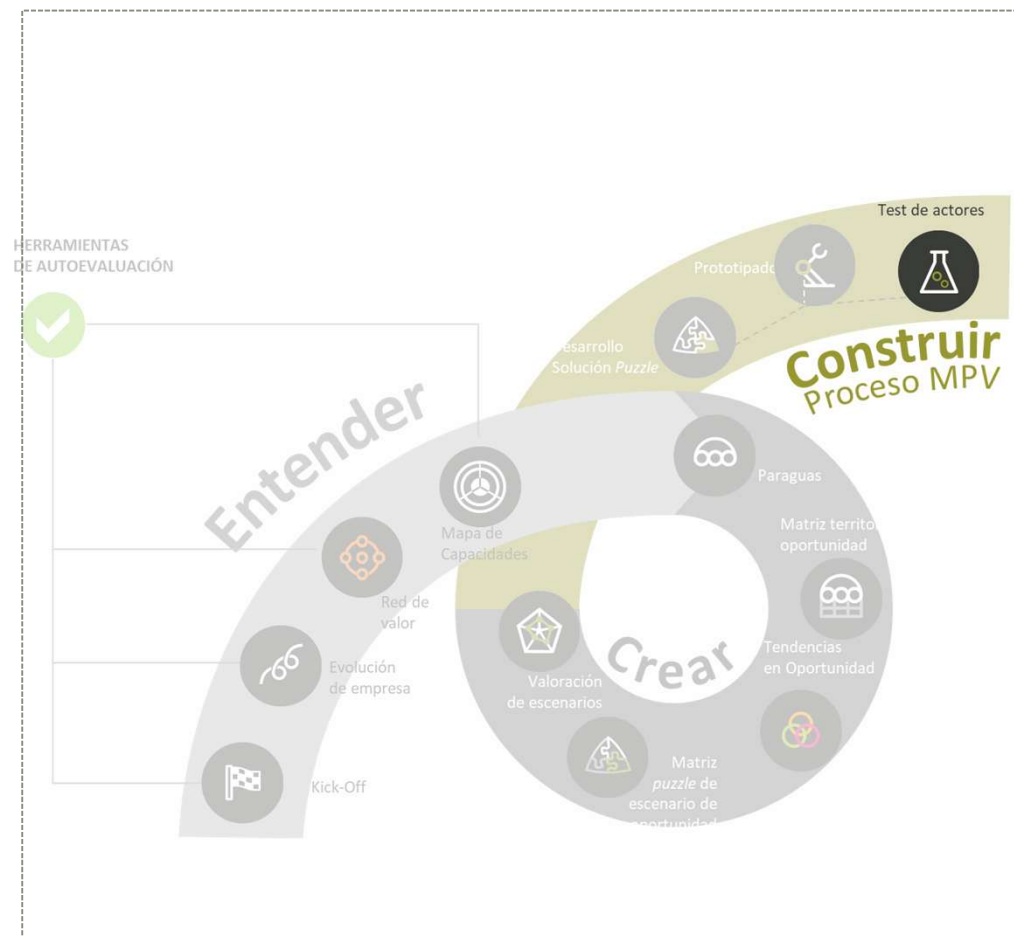 Test de actores
HERRAMIENTAS
DE AUTOEVALUACIÓN
Prototipado
Desarrollo
Solución Puzzle
Construir
Proceso MPV
Entender
Paraguas
Mapa de
Capacidades
Matriz
oportunidad
Red de
valor
Crear
Tendencias
en Oportunidad
Evolución
de empresa
Valoración
de escenarios
Kick-Off
Matriz
puzzle de
escenario de
oportunidad